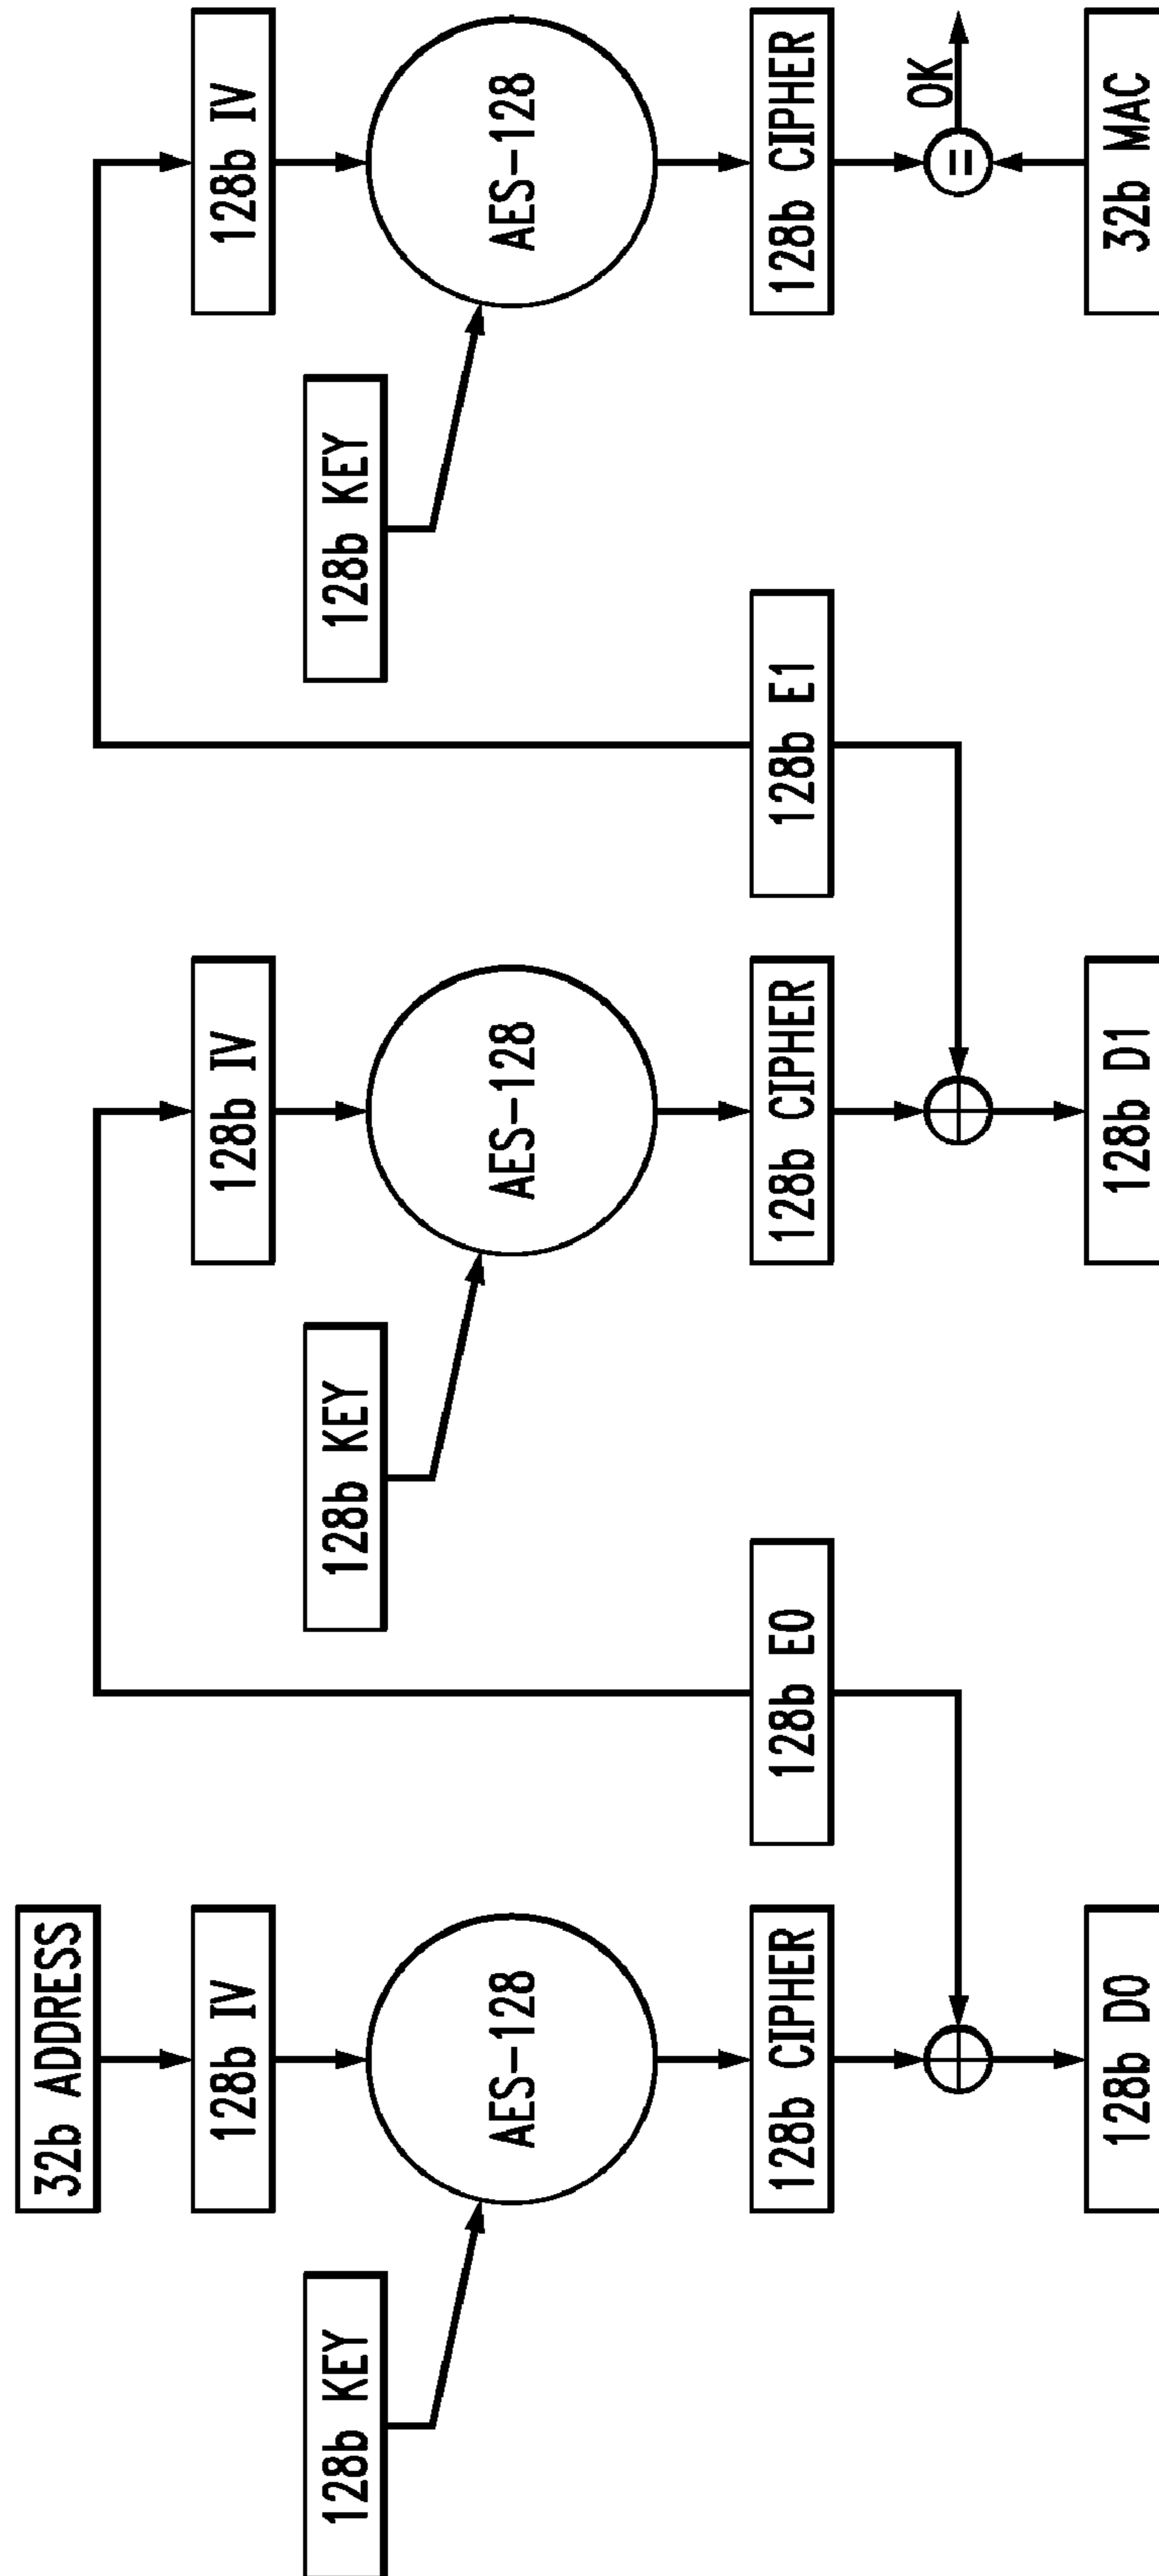 32b ADDRESS
128b IV
128b IV
128b IV
128b KEY
128b KEY
128b KEY
AES-128
AES-128
AES-128
128b CIPHER
128b E0
128b CIPHER
128b E1
128b CIPHER
OK
=
128b D0
128b D1
32b MAC